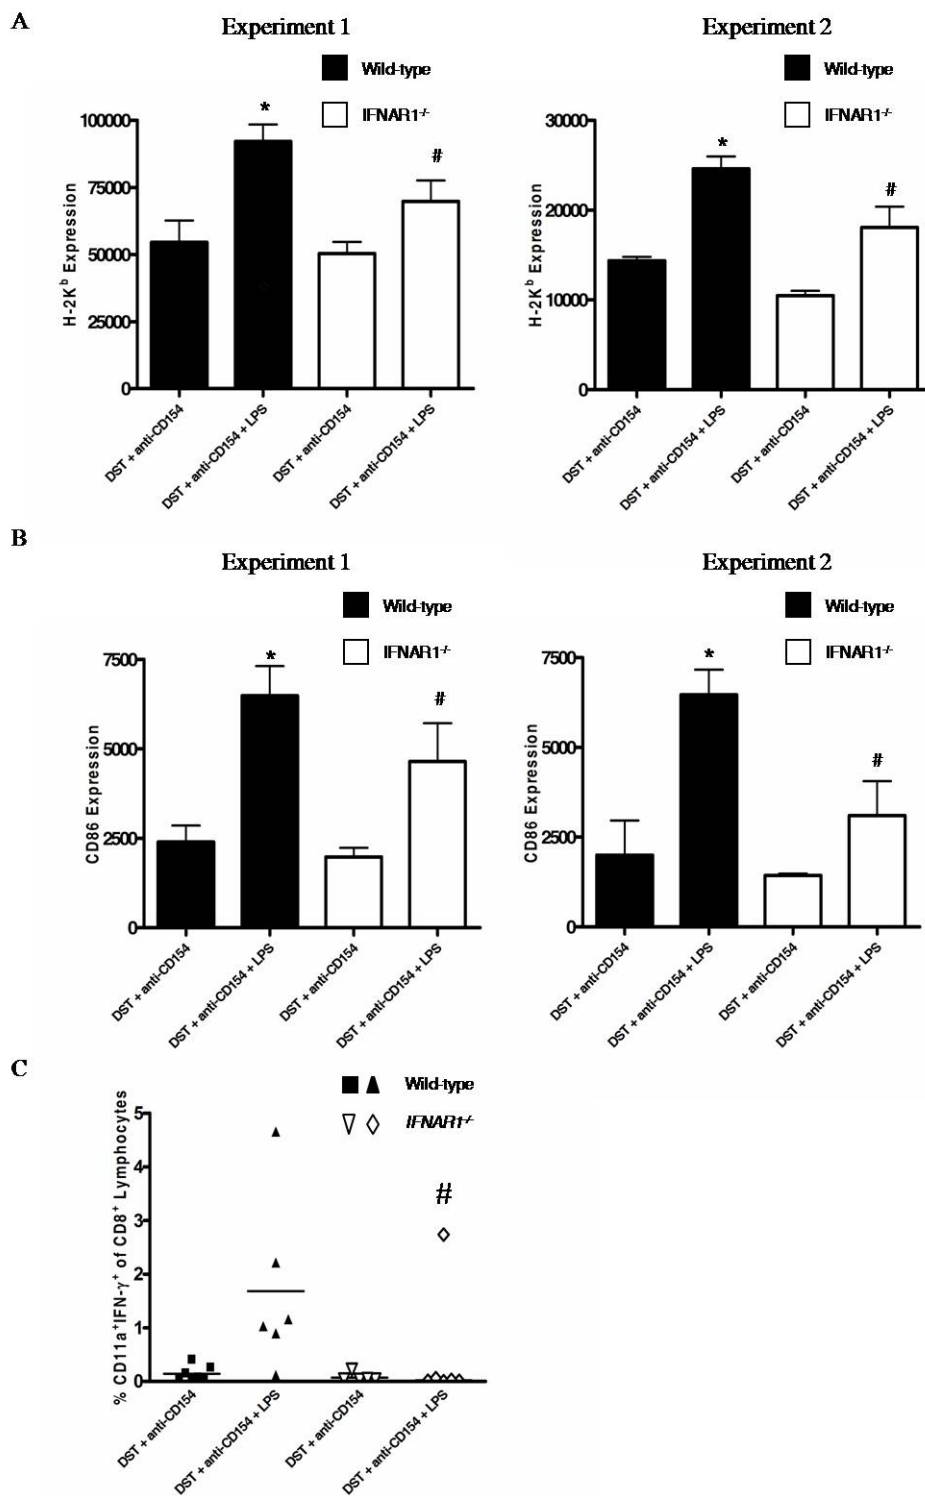 A
Experiment 1
Wild-type
IFNAR1-/-
*
#
100000
75000
50000
25000
0
H-2Kb Expression
DST + anti-CD154
DST + anti-CD154 + LPS
DST + anti-CD154
DST + anti-CD154 + LPS
Experiment 2
Wild-type
IFNAR1-/-
*
#
30000
20000
10000
0
H-2Kb Expression
DST + anti-CD154
DST + anti-CD154 + LPS
DST + anti-CD154
DST + anti-CD154 + LPS
B
Experiment 1
Wild-type
IFNAR1-/-
*
#
7500
5000
2500
0
CD86 Expression
DST + anti-CD154
DST + anti-CD154 + LPS
DST + anti-CD154
DST + anti-CD154 + LPS
Experiment 2
Wild-type
IFNAR1-/-
*
#
7500
5000
2500
0
CD86 Expression
DST + anti-CD154
DST + anti-CD154 + LPS
DST + anti-CD154
DST + anti-CD154 + LPS
C
Wild-type
IFNAR1-/-
#
5
4
3
2
1
0
% CD11a+IFN-γ+ of CD8+ Lymphocytes
DST + anti-CD154
DST + anti-CD154 + LPS
DST + anti-CD154
DST + anti-CD154 + LPS